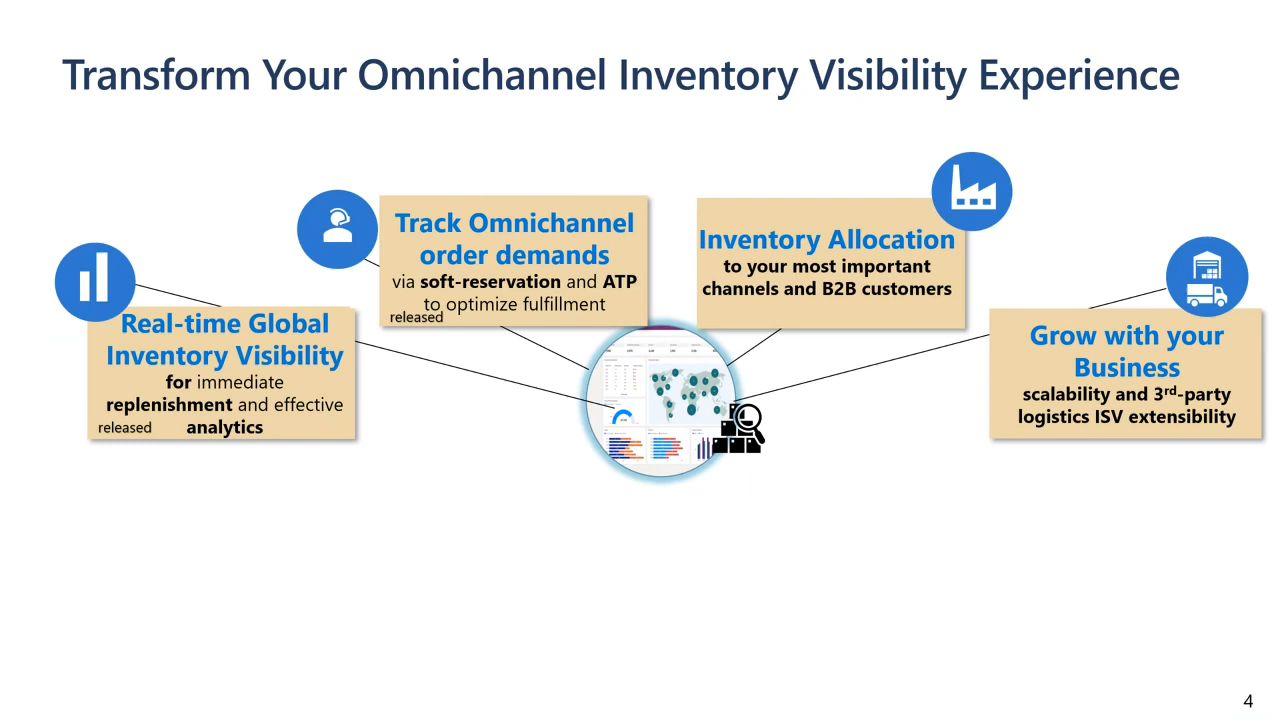 Transform Your Omnichannel Inventory Visibility Experience
Real-time Global
Inventory Visibility
for immediate
replenishment and effective
released
analytics
Track Omnichannel
order demands
via soft-reservation and ATP
to optimize fulfillment
released
Inventory Allocation
to your most important
channels and B2B customers
Grow with your
Business
scalability and 3rd-party
logistics ISV extensibility
4